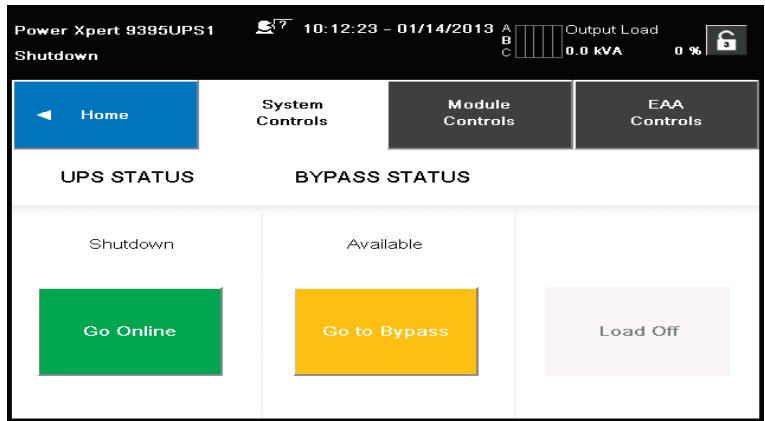 Power Xpert 9395UPS1
? 10:12:23 - 01/14/2013
A
B
C
Output Load
Shutdown
0.0 kVA 0 %
3
Home
System
Controls
Module
Controls
EAA
Controls
UPS STATUS
BYPASS STATUS
Shutdown
Available
Go Online
Go to Bypass
Load Off